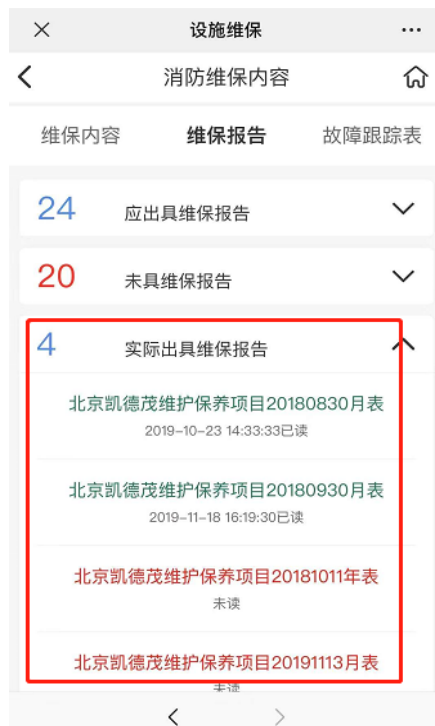 设施维保
消防维保内容
维保内容 维保报告 故障跟踪表
24 应出具维保报告
20 未具维保报告
4 实际出具维保报告
北京凯德茂维护保养项目20180830月表
2019-10-23 14:33:33已读
北京凯德茂维护保养项目20180930月表
2019-11-18 16:19:30已读
北京凯德茂维护保养项目20181011年表
未读
北京凯德茂维护保养项目20191113月表
未读